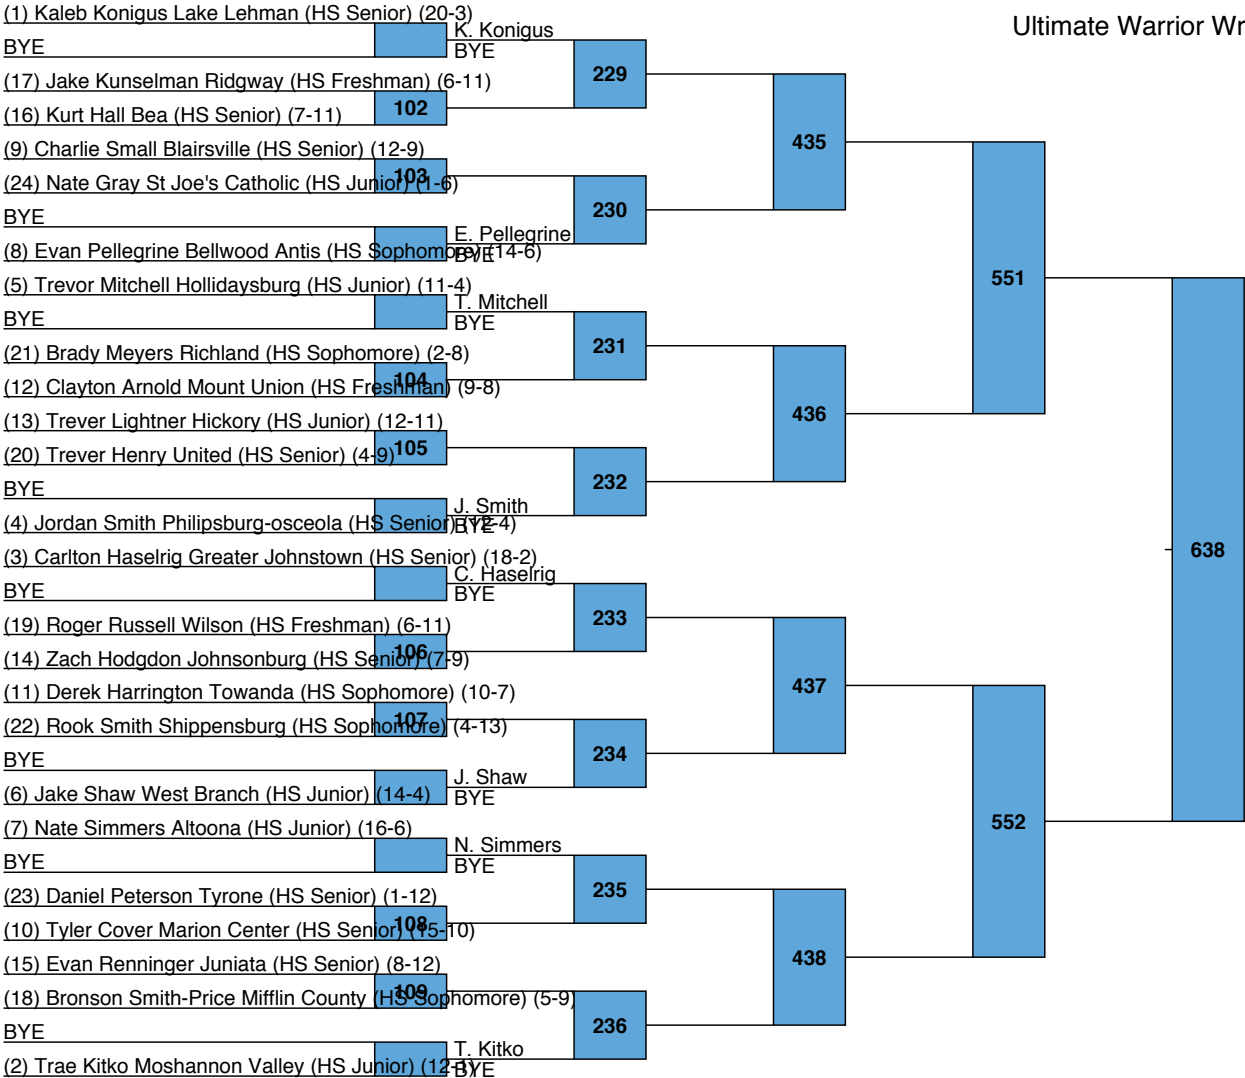 Ultimate Warrior Wr
(1) Kaleb Konigus Lake Lehman (HS Senior) (20-3)
K. Konigus
BYE
BYE
229
(17) Jake Kunselman Ridgway (HS Freshman) (6-11)
102
(16) Kurt Hall Bea (HS Senior) (7-11)
435
(9) Charlie Small Blairsville (HS Senior) (12-9)
103
(24) Nate Gray St Joe's Catholic (HS Junior) (1-6)
230
BYE
E. Pellegrine
(8) Evan Pellegrine Bellwood Antis (HS Sophomore) (14-6)
BYE
551
(5) Trevor Mitchell Hollidaysburg (HS Junior) (11-4)
T. Mitchell
BYE
BYE
231
(21) Brady Meyers Richland (HS Sophomore) (2-8)
104
(12) Clayton Arnold Mount Union (HS Freshman) (9-8)
436
(13) Trever Lightner Hickory (HS Junior) (12-11)
105
(20) Trever Henry United (HS Senior) (4-9)
232
BYE
J. Smith
(4) Jordan Smith Philipsburg-osceola (HS Senior) (12-4)
BYE
638
(3) Carlton Haselrig Greater Johnstown (HS Senior) (18-2)
C. Haselrig
BYE
BYE
233
(19) Roger Russell Wilson (HS Freshman) (6-11)
106
(14) Zach Hodgdon Johnsonburg (HS Senior) (7-9)
437
(11) Derek Harrington Towanda (HS Sophomore) (10-7)
107
(22) Rook Smith Shippensburg (HS Sophomore) (4-13)
234
BYE
J. Shaw
(6) Jake Shaw West Branch (HS Junior) (14-4)
BYE
552
(7) Nate Simmers Altoona (HS Junior) (16-6)
N. Simmers
BYE
BYE
235
(23) Daniel Peterson Tyrone (HS Senior) (1-12)
108
(10) Tyler Cover Marion Center (HS Senior) (15-10)
438
(15) Evan Renninger Juniata (HS Senior) (8-12)
109
(18) Bronson Smith-Price Mifflin County (HS Sophomore) (5-9)
236
BYE
T. Kitko
(2) Trae Kitko Moshannon Valley (HS Junior)
BYE